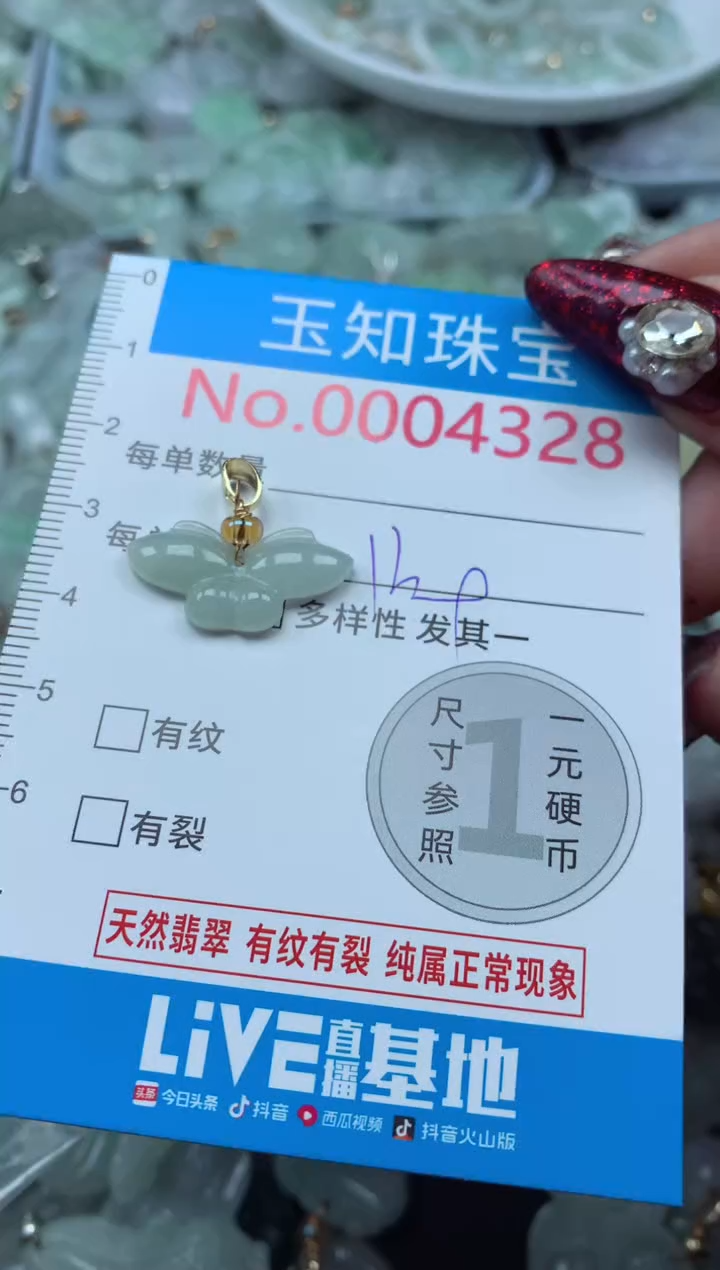 玉知珠宝
No.0004328
每单数量
每
多样性 发其一
有纹
有裂
尺寸参照
一元硬币
1
天然翡翠 有纹有裂 纯属正常现象
LiVE直播基地
头条 今日头条 抖音 西瓜视频 抖音火山版
0
1
2
3
4
5
6